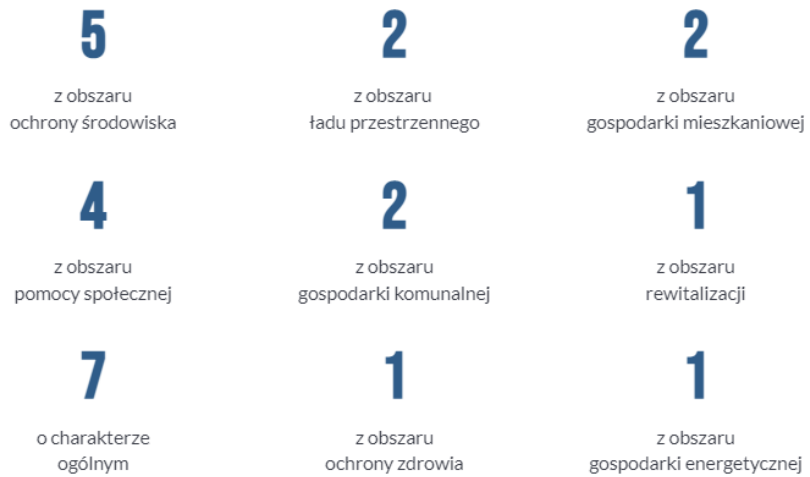 5
z obszaru
ochrony środowiska
2
z obszaru
ładu przestrzennego
2
z obszaru
gospodarki mieszkaniowej
4
z obszaru
pomocy społecznej
2
z obszaru
gospodarki komunalnej
1
z obszaru
rewitalizacji
7
o charakterze
ogólnym
1
z obszaru
ochrony zdrowia
1
z obszaru
gospodarki energetycznej